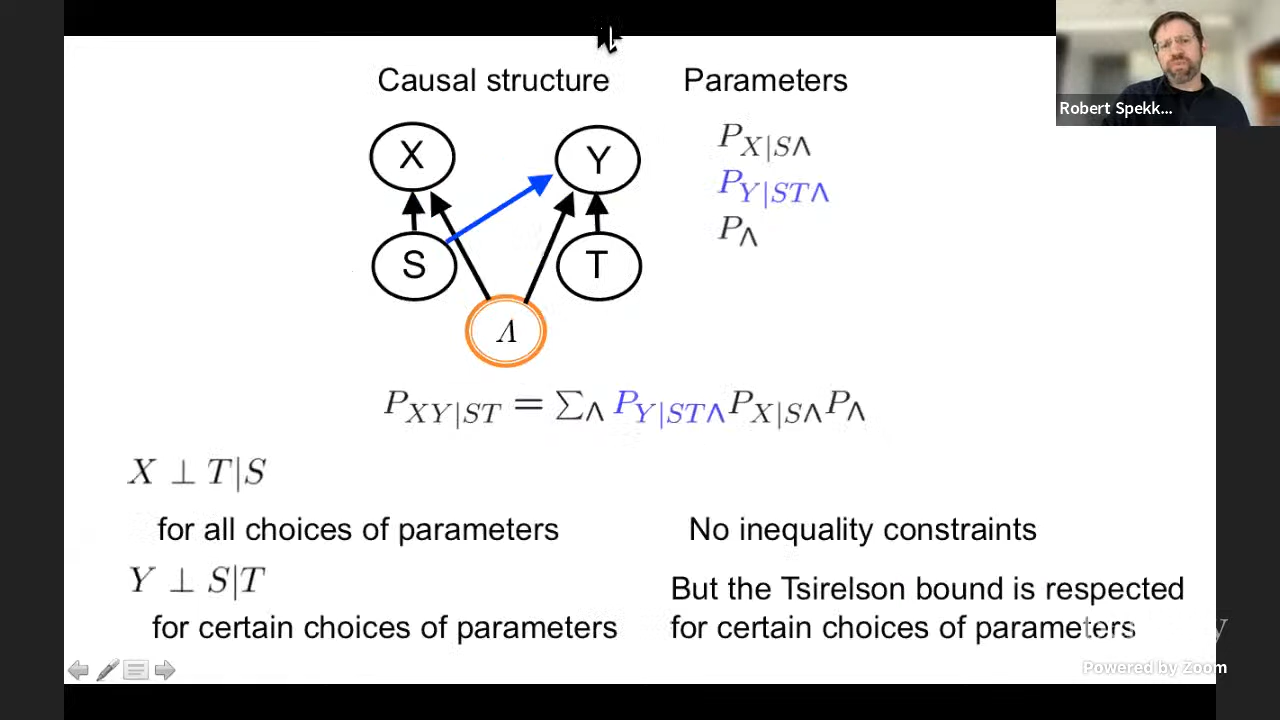 Causal structure
Parameters
Robert Spekk...
X
Y
S
T
Λ
P_{X|SΛ}
P_{Y|STΛ}
P_Λ
P_{XY|ST} = Σ_Λ P_{Y|STΛ}P_{X|SΛ}P_Λ
X ⊥ T|S
for all choices of parameters
No inequality constraints
Y ⊥ S|T
But the Tsirelson bound is respected
for certain choices of parameters
for certain choices of parameters
Powered by Zoom